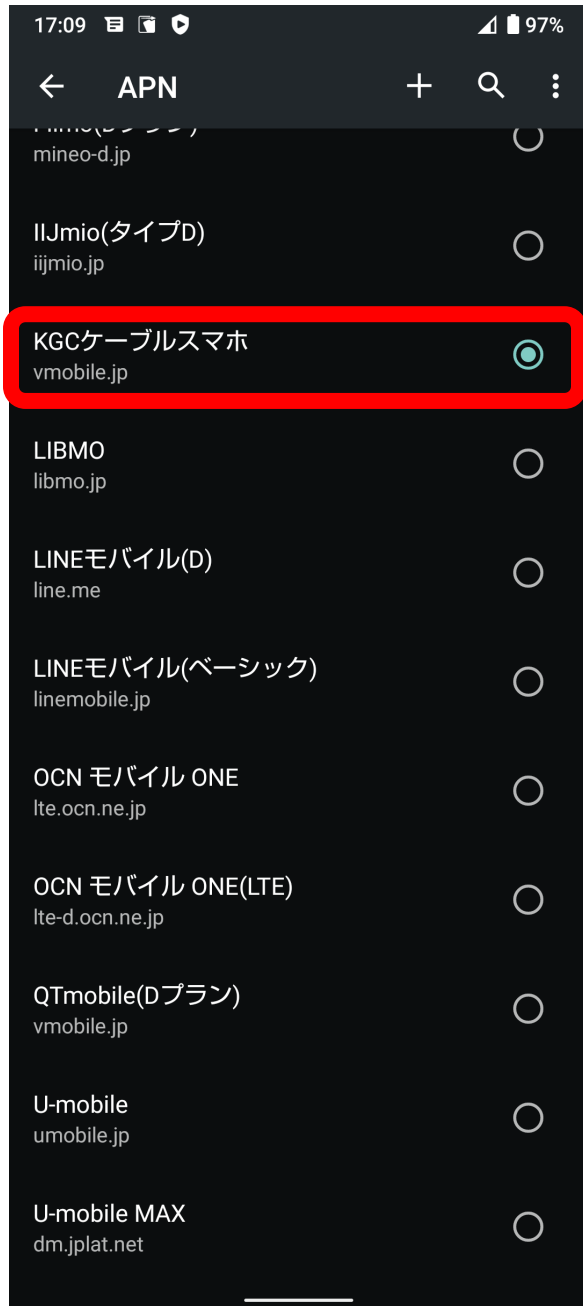 17:09
97%
APN
mineo-d.jp
IIJmio(タイプD)
iijmio.jp
KGCケーブルスマホ
vmobile.jp
LIBMO
libmo.jp
LINEモバイル(D)
line.me
LINEモバイル(ベーシック)
linemobile.jp
OCN モバイル ONE
lte.ocn.ne.jp
OCN モバイル ONE(LTE)
lte-d.ocn.ne.jp
QTmobile(Dプラン)
vmobile.jp
U-mobile
umobile.jp
U-mobile MAX
dm.jplat.net